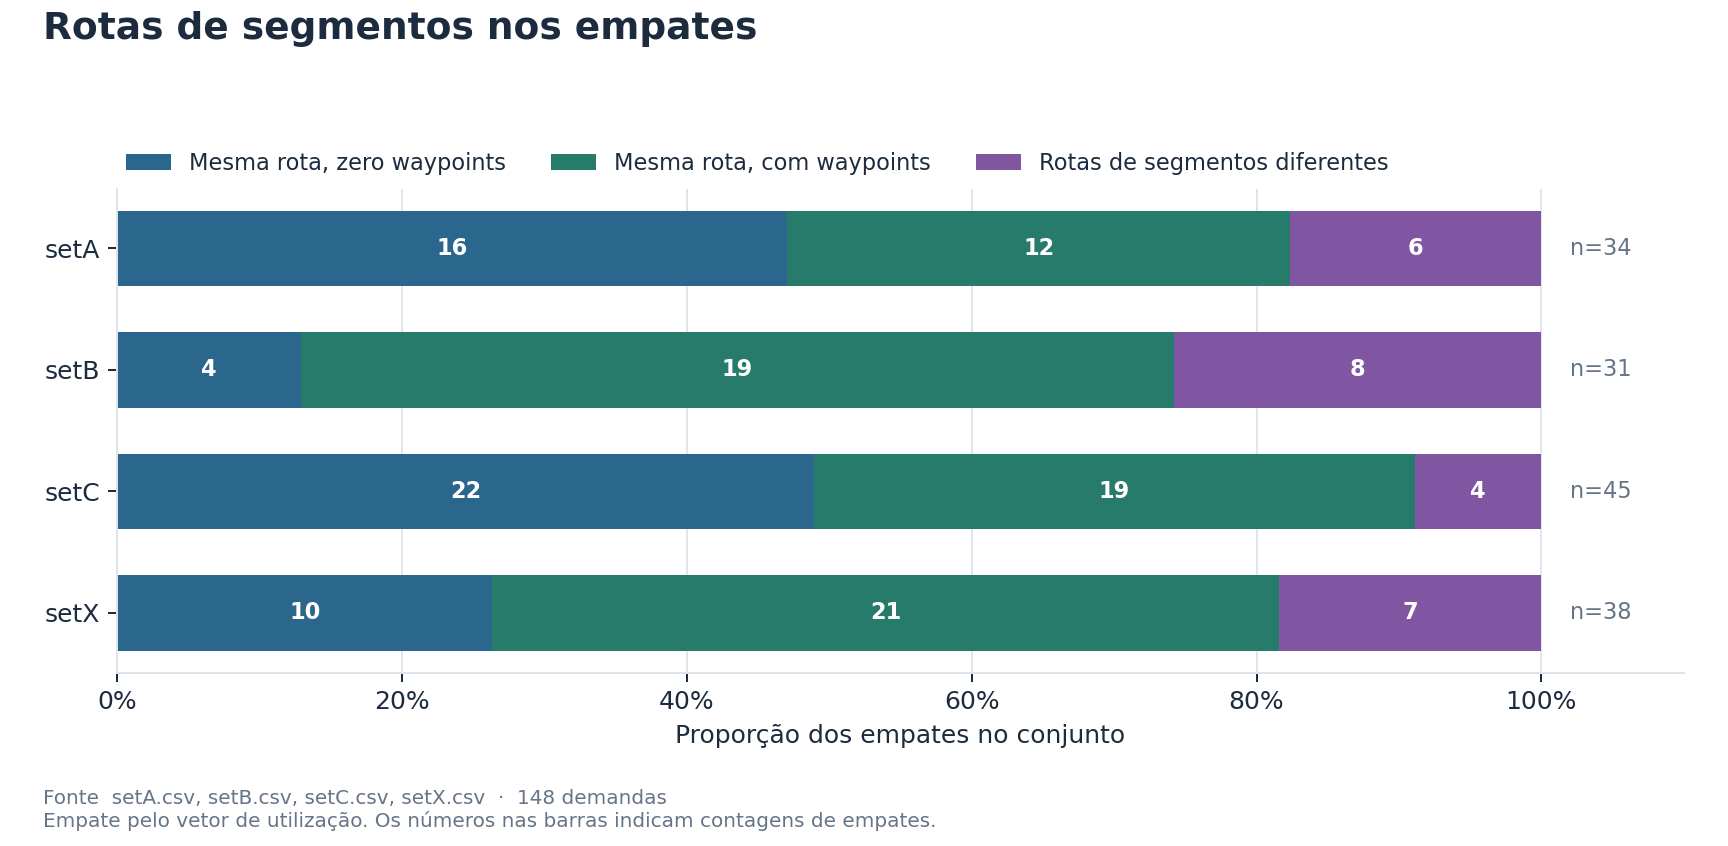 Rotas de segmentos nos empates
Mesma rota, zero waypoints
Mesma rota, com waypoints
Rotas de segmentos diferentes
setA 16 12 6 n=34
setB 4 19 8 n=31
setC 22 19 4 n=45
setX 10 21 7 n=38
0% 20% 40% 60% 80% 100%
Proporção dos empates no conjunto
Fonte  setA.csv, setB.csv, setC.csv, setX.csv  ·  148 demandas
Empate pelo vetor de utilização. Os números nas barras indicam contagens de empates.